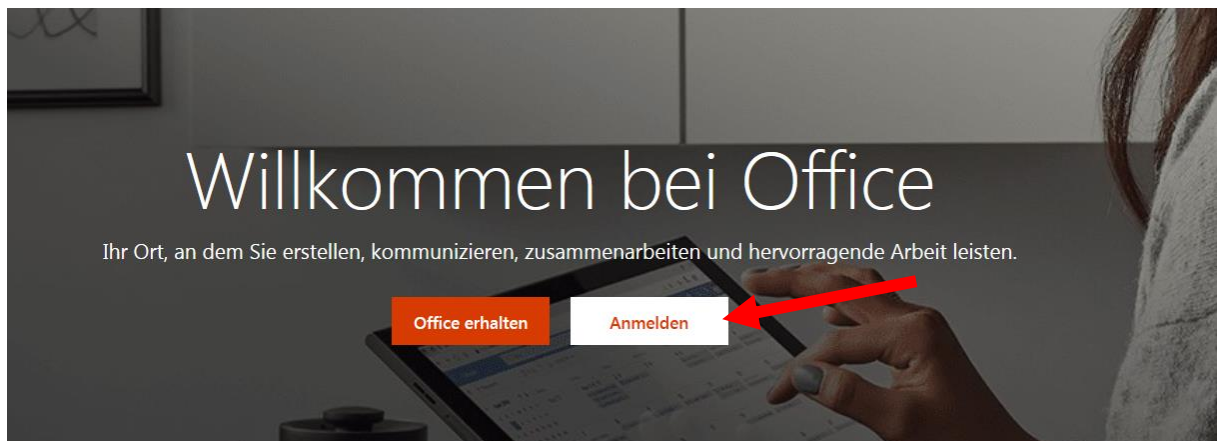 Willkommen bei Office
Ihr Ort, an dem Sie erstellen, kommunizieren, zusammenarbeiten und hervorragende Arbeit leisten.
Office erhalten
Anmelden